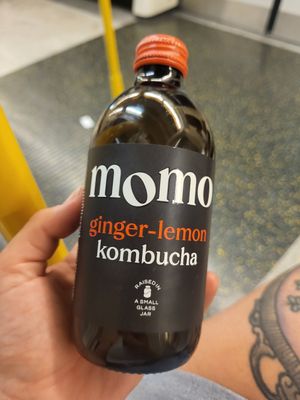 momo
ginger-lemon
kombucha
RAISED IN
A SMALL
GLASS
JAR